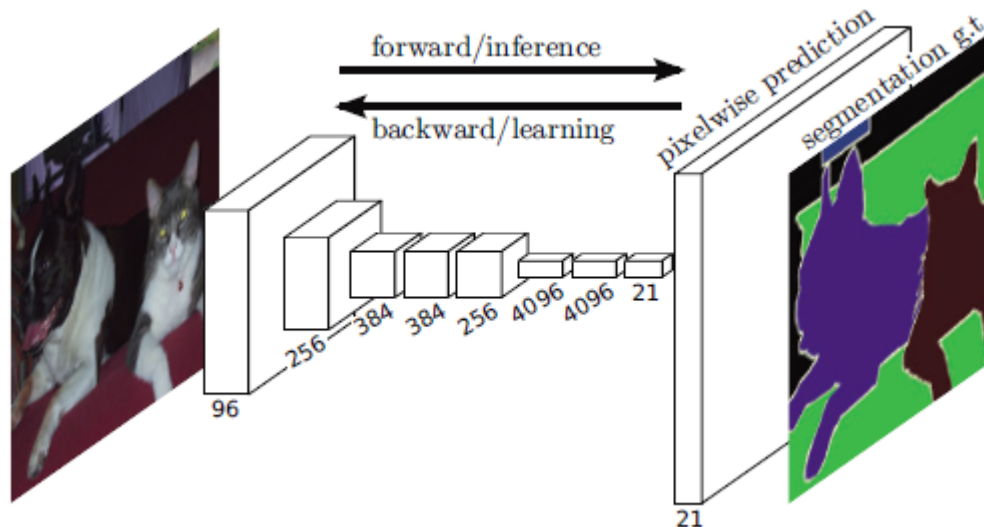 forward/inference
backward/learning
pixelwise prediction
segmentation g.t.
96
256
384
384
256
4096
4096
21
21